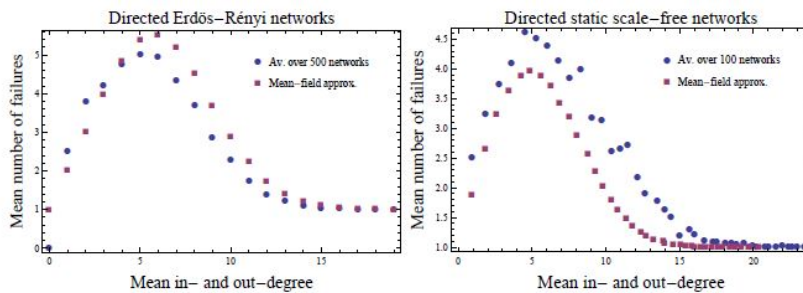 Directed Erdös–Rényi networks
Mean number of failures
5
4
3
2
1
0
Av. over 500 networks
Mean–field approx.
0
5
10
15
Mean in– and out–degree
Directed static scale–free networks
Mean number of failures
4.5
4.0
3.5
3.0
2.5
2.0
1.5
1.0
Av. over 100 networks
Mean–field approx.
0
5
10
15
20
Mean in– and out–degree